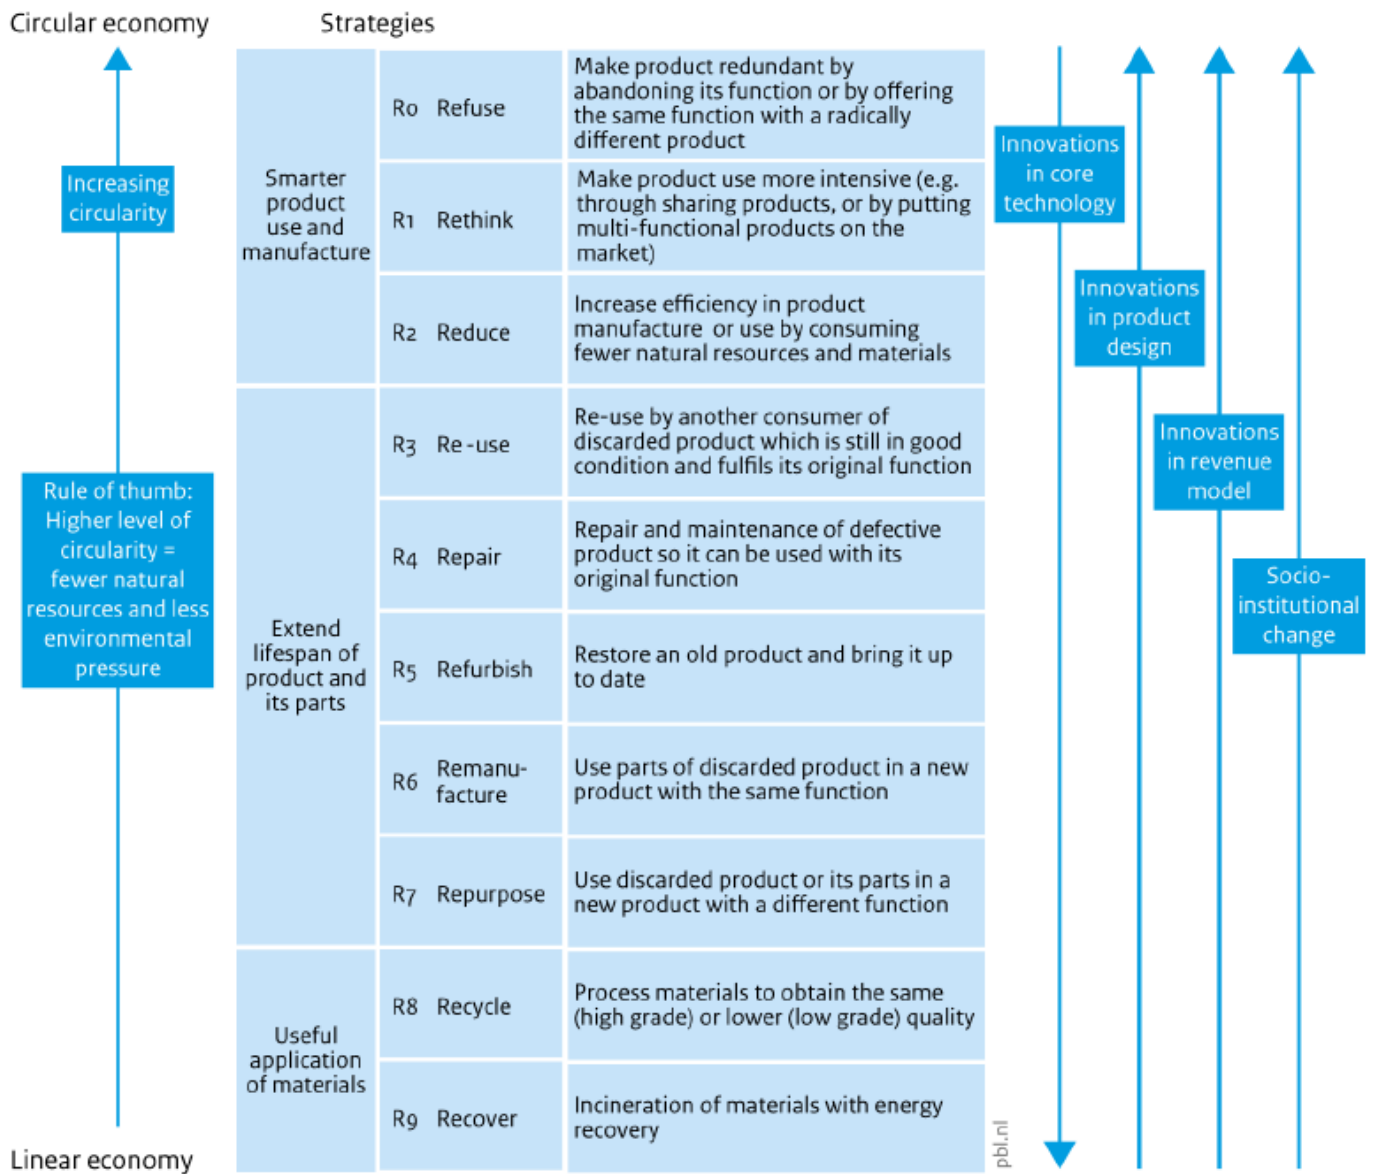 Circular economy
Strategies
Increasing
circularity
Rule of thumb:
Higher level of
circularity =
fewer natural
resources and less
environmental
pressure
Linear economy
Smarter
product
use and
manufacture
R0 Refuse
Make product redundant by
abandoning its function or by offering
the same function with a radically
different product
R1 Rethink
Make product use more intensive (e.g.
through sharing products, or by putting
multi-functional products on the
market)
R2 Reduce
Increase efficiency in product
manufacture or use by consuming
fewer natural resources and materials
Extend
lifespan of
product and
its parts
R3 Re-use
Re-use by another consumer of
discarded product which is still in good
condition and fulfils its original function
R4 Repair
Repair and maintenance of defective
product so it can be used with its
original function
R5 Refurbish
Restore an old product and bring it up
to date
R6 Remanu-
facture
Use parts of discarded product in a new
product with the same function
R7 Repurpose
Use discarded product or its parts in a
new product with a different function
Useful
application
of materials
R8 Recycle
Process materials to obtain the same
(high grade) or lower (low grade) quality
R9 Recover
Incineration of materials with energy
recovery
pbl.nl
Innovations
in core
technology
Innovations
in product
design
Innovations
in revenue
model
Socio-
institutional
change